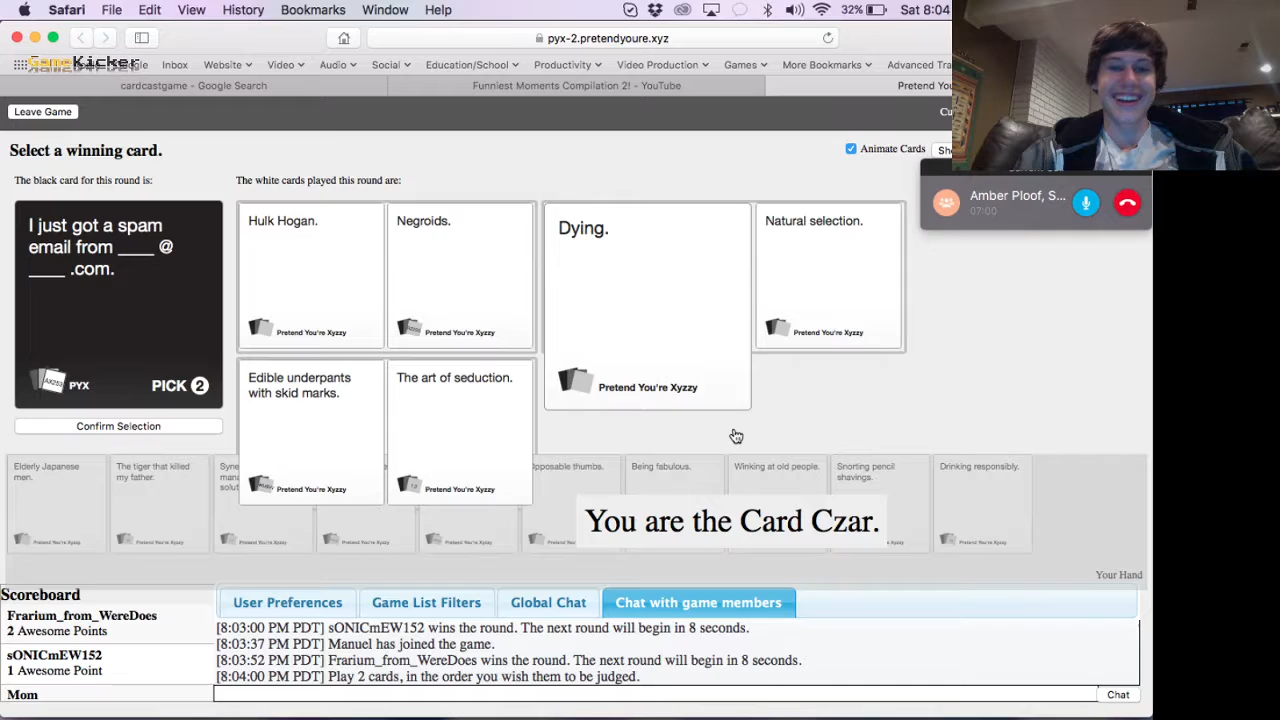 Safari File Edit View History Bookmarks Window Help 32% Sat 8:04
pyx-2.pretendyoure.xyz
GameKicker Inbox Website Video Audio Social Education/School Productivity Video Production Games More Bookmarks Advanced
cardcastgame - Google Search Funniest Moments Compilation 2! - YouTube Pretend
Leave Game
Select a winning card.
Animate Cards
The black card for this round is:
The white cards played this round are:
I just got a spam
email from ____ @
____ .com.
PYX
PICK 2
Confirm Selection
Hulk Hogan.
Pretend You're Xyzzy
Negroids.
Pretend You're Xyzzy
Dying.
Pretend You're Xyzzy
Natural selection.
Pretend You're Xyzzy
Edible underpants
with skid marks.
Pretend You're Xyzzy
The art of seduction.
Pretend You're Xyzzy
Amber Ploof, S...
07:00
Elderly Japanese
men.
The tiger that killed
my father.
Being fabulous.
Winking at old people.
Snorting pencil
shavings.
Drinking responsibly.
You are the Card Czar.
Your Hand
Scoreboard
Frarium_from_WereDoes
2 Awesome Points
sONICmEW152
1 Awesome Point
Mom
User Preferences Game List Filters Global Chat Chat with game members
[8:03:00 PM PDT] sONICmEW152 wins the round. The next round will begin in 8 seconds.
[8:03:37 PM PDT] Manuel has joined the game.
[8:03:52 PM PDT] Frarium_from_WereDoes wins the round. The next round will begin in 8 seconds.
[8:04:00 PM PDT] Play 2 cards, in the order you wish them to be judged.
Chat